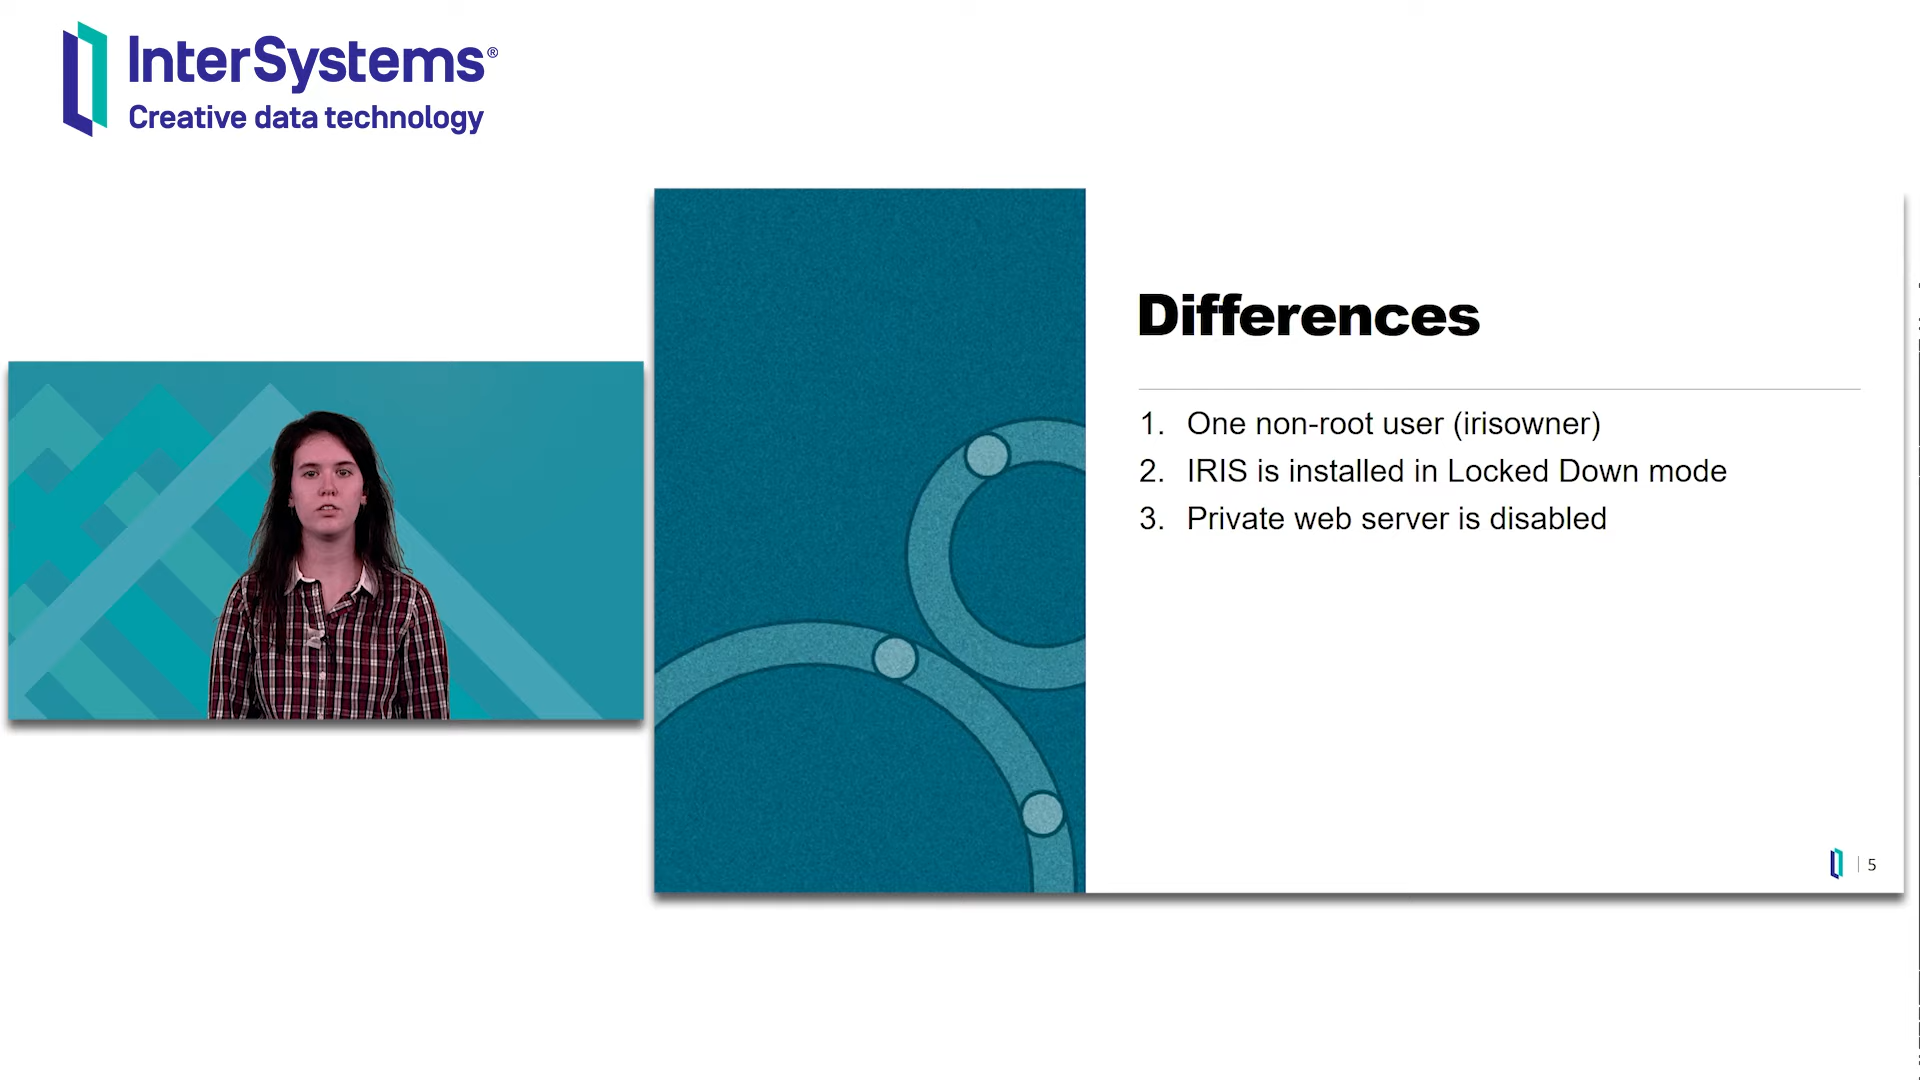 InterSystems®
Creative data technology
Differences
1. One non-root user (irisowner)
2. IRIS is installed in Locked Down mode
3. Private web server is disabled
5